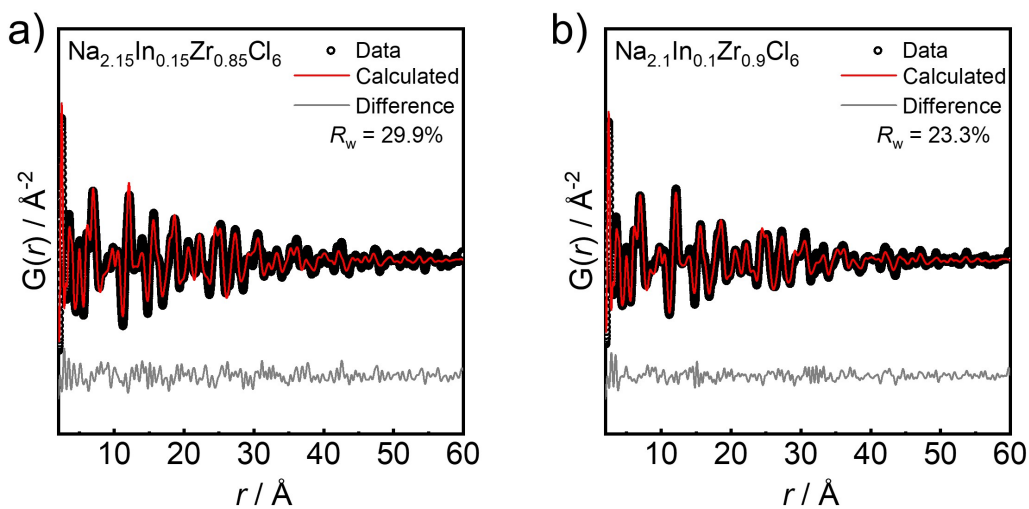 a)
Na2.15In0.15Zr0.85Cl6
Data
Calculated
Difference
Rw = 29.9%
G(r) / Å-2
10 20 30 40 50 60
r / Å
b)
Na2.1In0.1Zr0.9Cl6
Data
Calculated
Difference
Rw = 23.3%
G(r) / Å-2
10 20 30 40 50 60
r / Å